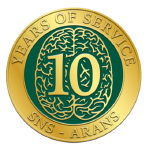 YEARS OF SERVICE
10
SNS - ARANS